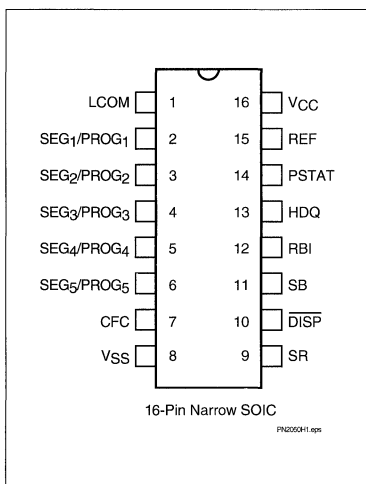 LCOM 1 16 VCC
SEG1/PROG1 2 15 REF
SEG2/PROG2 3 14 PSTAT
SEG3/PROG3 4 13 HDQ
SEG4/PROG4 5 12 RBI
SEG5/PROG5 6 11 SB
CFC 7 10 DISP
VSS 8 9 SR
16-Pin Narrow SOIC
PN2050H1.eps